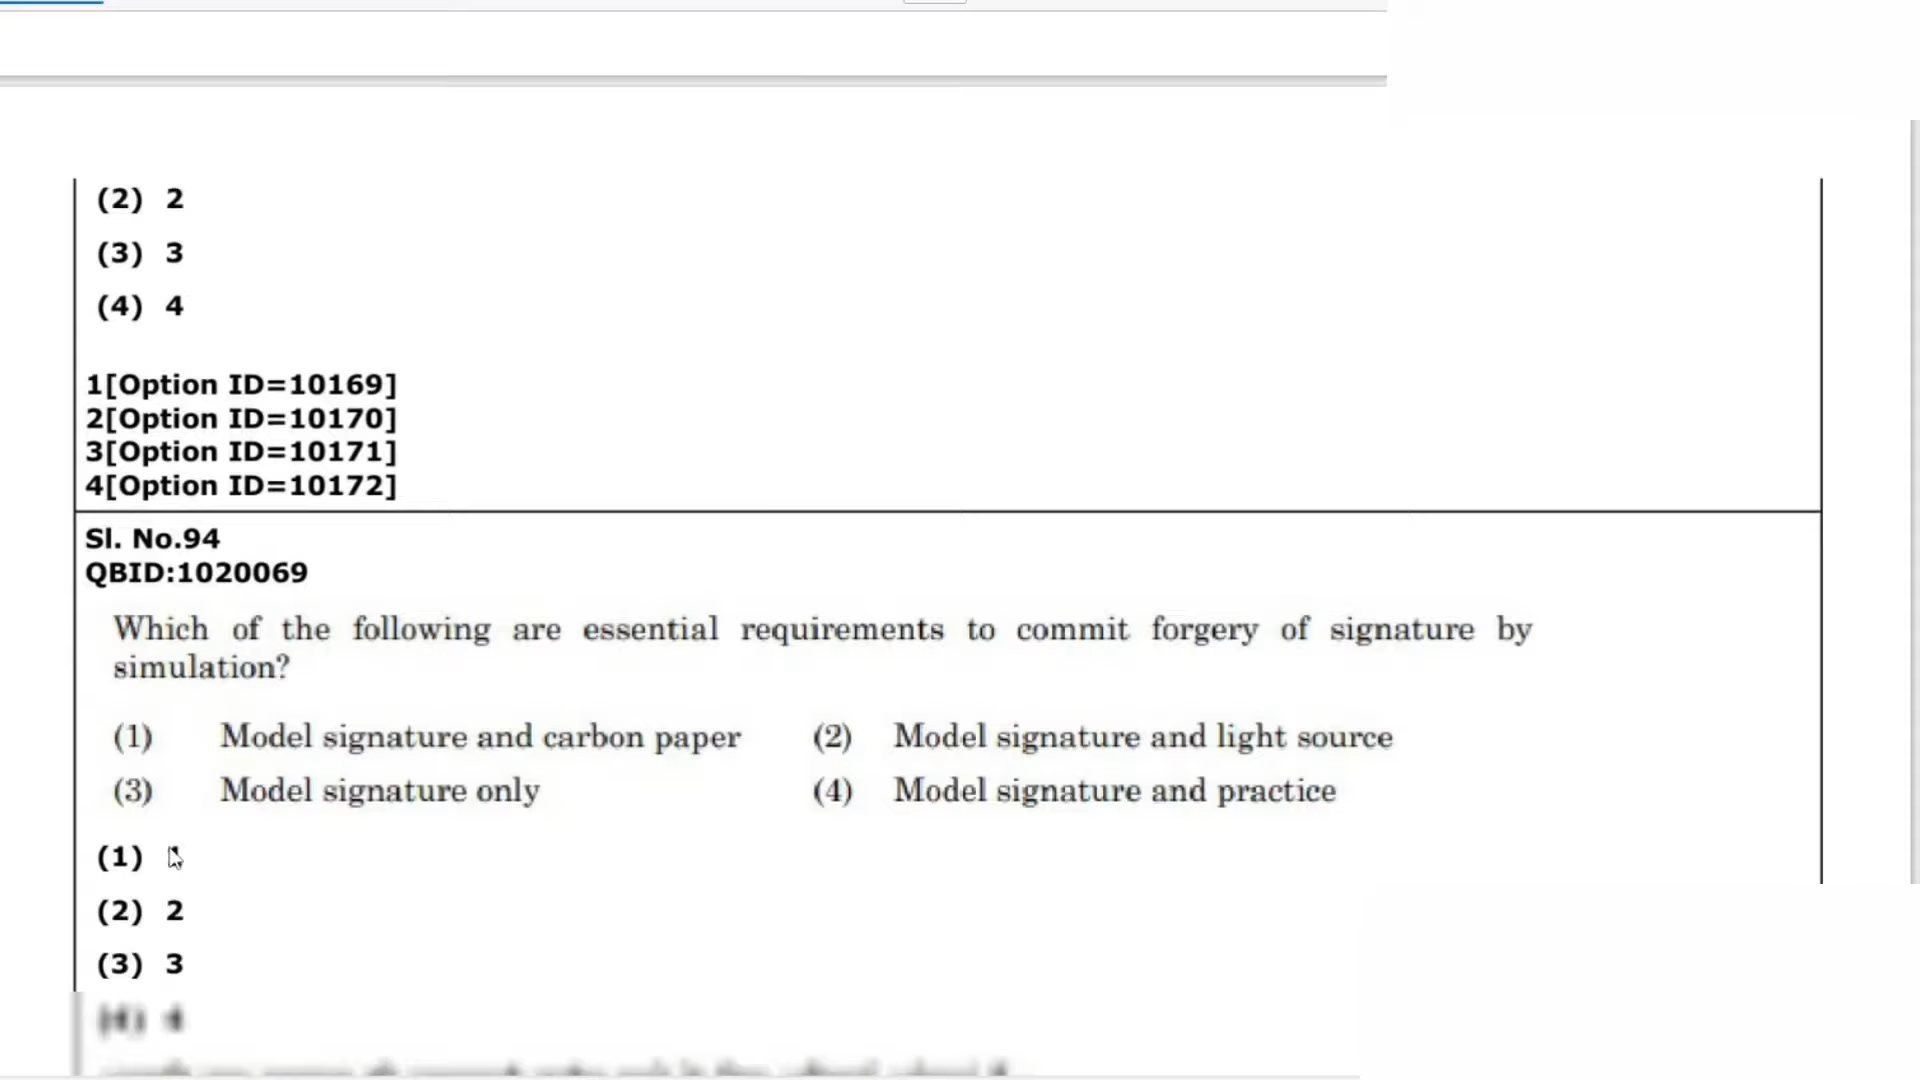 (2) 2
(3) 3
(4) 4
1[Option ID=10169]
2[Option ID=10170]
3[Option ID=10171]
4[Option ID=10172]
Sl. No.94
QBID:1020069
Which of the following are essential requirements to commit forgery of signature by
simulation?
(1) Model signature and carbon paper (2) Model signature and light source
(3) Model signature only (4) Model signature and practice
(1)
(2) 2
(3) 3
(4) 4